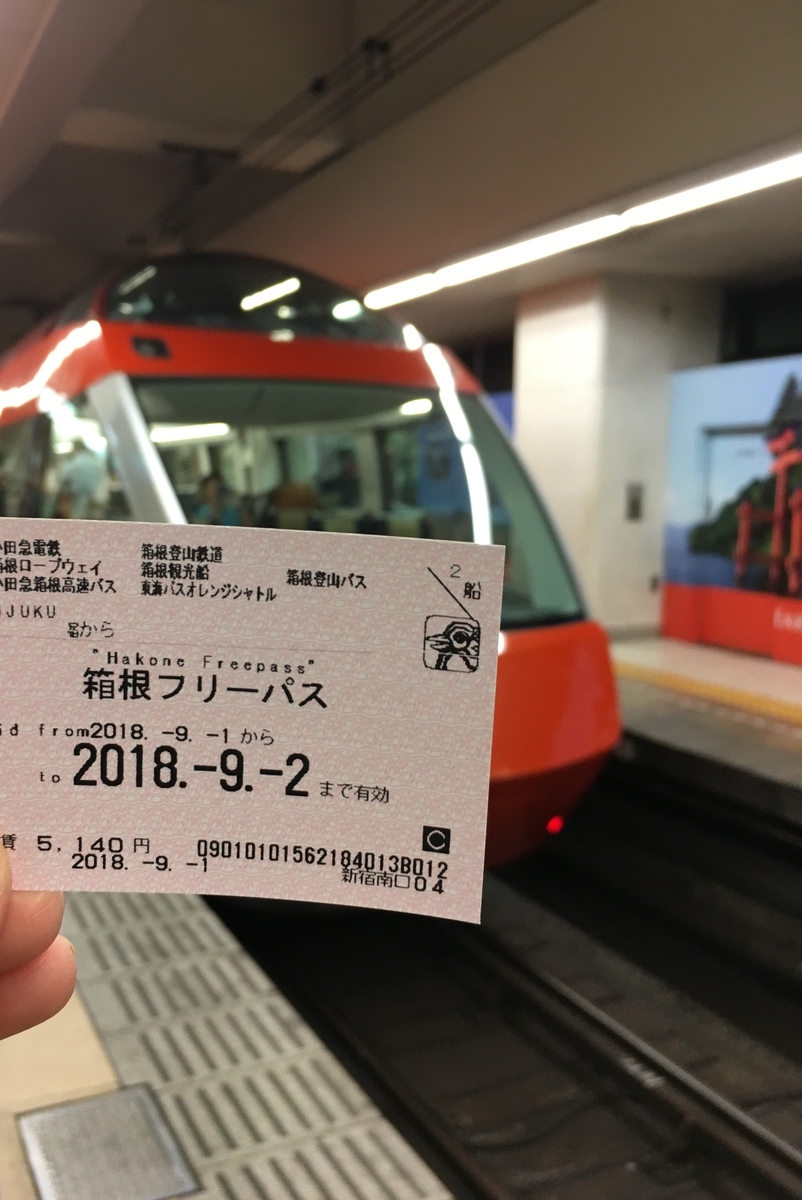 小田急電鉄 箱根登山鉄道
箱根ロープウェイ 箱根観光船 箱根登山バス
小田急箱根高速バス 東海バスオレンジシャトル
2
船
JUKU
宿から
"Hakone Freepass"
箱根フリーパス
id from2018. -9. -1 から
to 2018.-9.-2 まで有効
C
賃 5,140円 09010101562184013B012
2018. -9. -1 新宿南口04